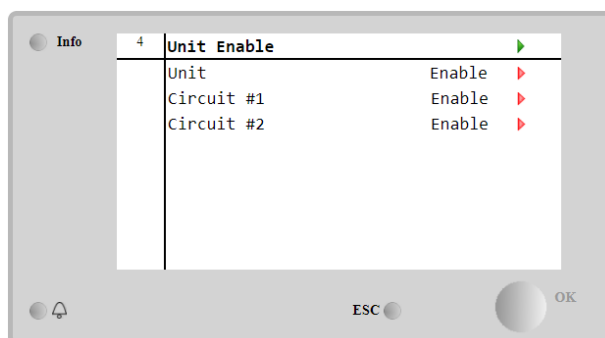 Info
4 Unit Enable
Unit Enable
Circuit #1 Enable
Circuit #2 Enable
ESC
OK